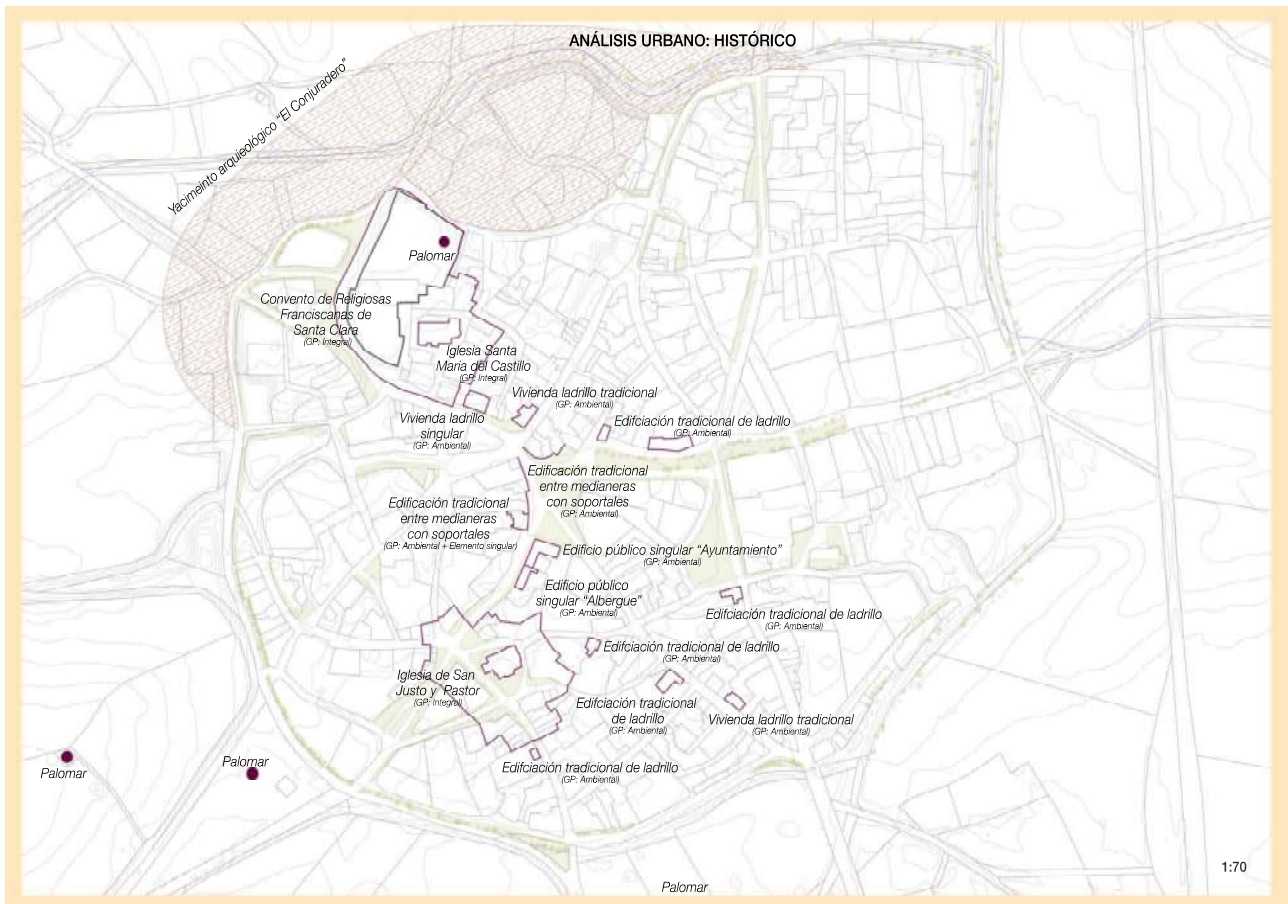 ANÁLISIS URBANO: HISTÓRICO
Yacimeinto arquieológico "El Conjuradero"
Palomar
Convento de Religiosas
Franciscanas de
Santa Clara
(GP: Integral)
Iglesia Santa
Maria del Castillo
(GP: Integral)
Vivienda ladrillo tradicional
(GP: Ambiental)
Vivienda ladrillo
singular
(GP: Ambiental)
Edifciación tradicional de ladrillo
(GP: Ambiental)
Edificación tradicional
entre medianeras
con soportales
(GP: Ambiental)
Edificación tradicional
entre medianeras
con soportales
(GP: Ambiental + Elemento singular)
Edificio público singular "Ayuntamiento"
(GP: Ambiental)
Edificio público
singular "Albergue"
(GP: Ambiental)
Edifciación tradicional de ladrillo
(GP: Ambiental)
Edifciación tradicional de ladrillo
(GP: Ambiental)
Iglesia de San
Justo y Pastor
(GP: Integral)
Edifciación tradicional
de ladrillo
(GP: Ambiental)
Vivienda ladrillo tradicional
(GP: Ambiental)
Edifciación tradicional de ladrillo
(GP: Ambiental)
Palomar
Palomar
Palomar
1:70